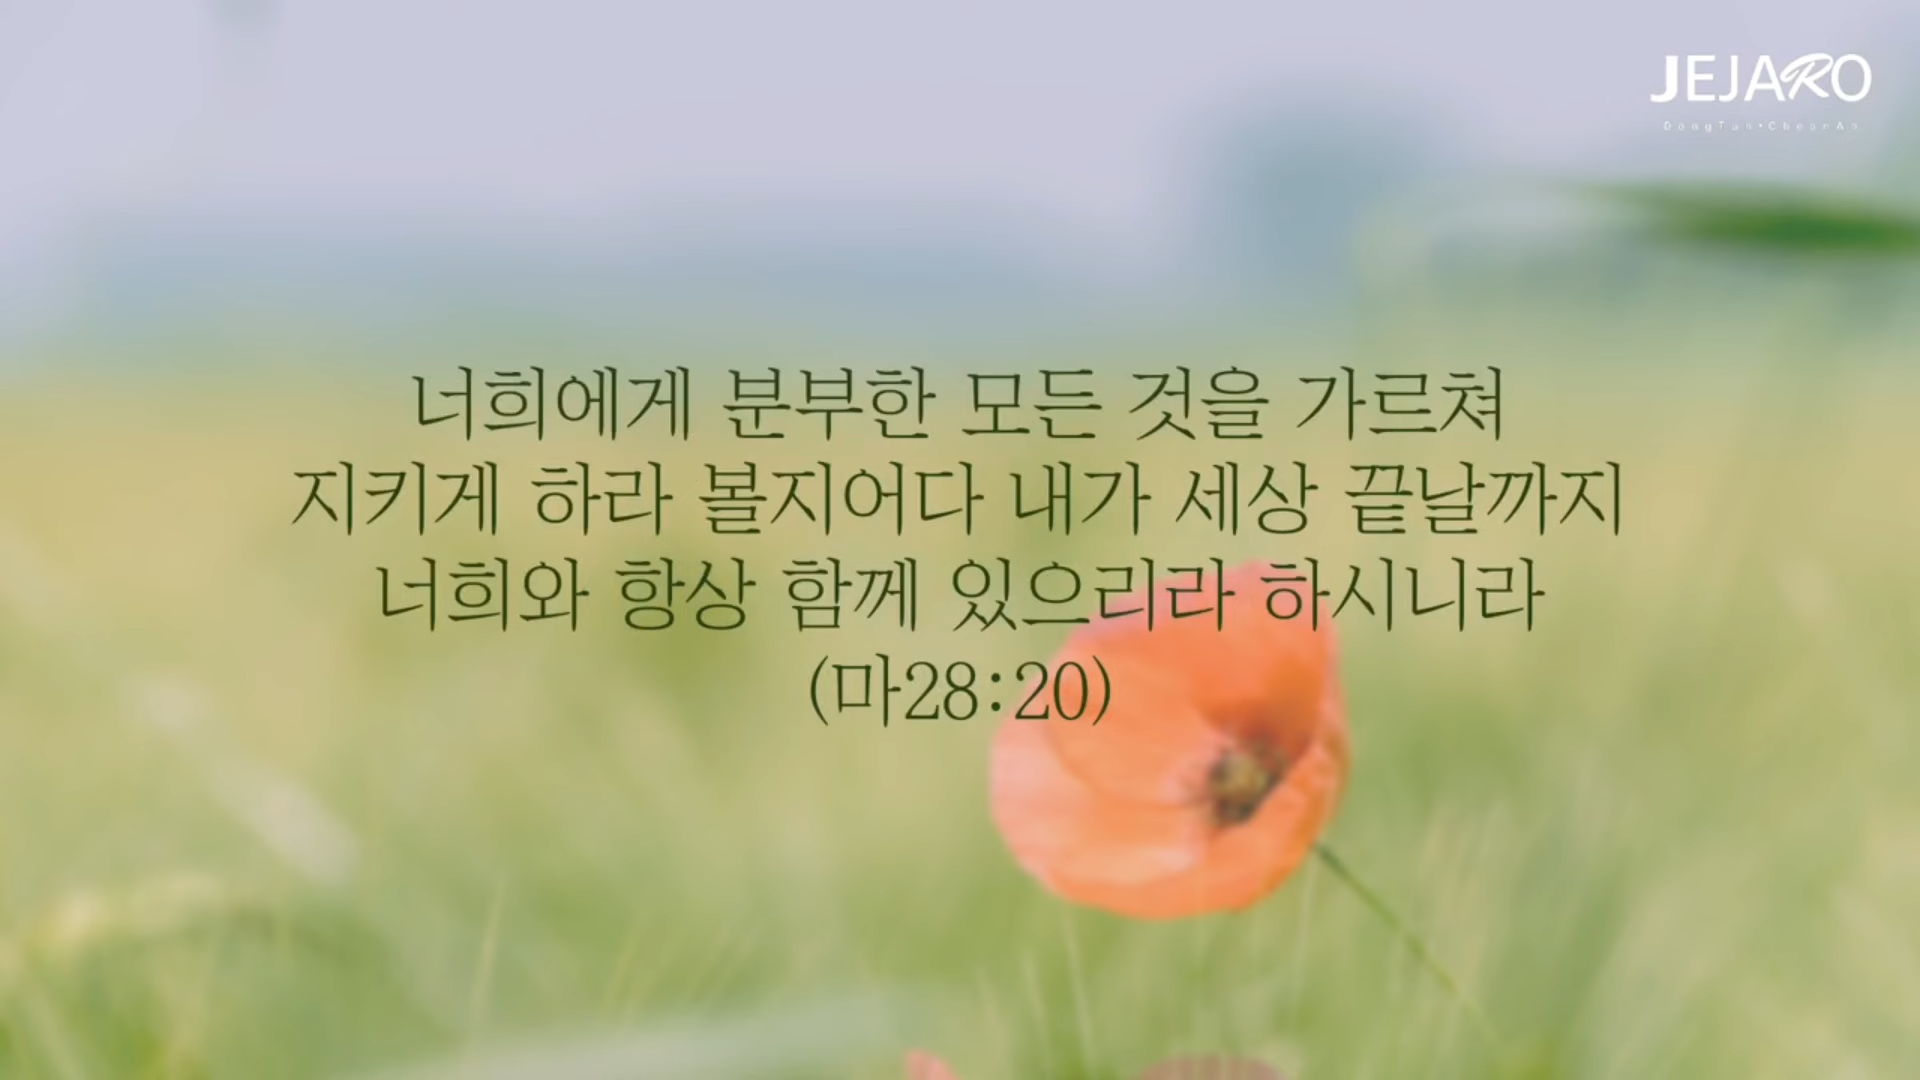 JEJARO
DongTan•CheonAn
너희에게 분부한 모든 것을 가르쳐
지키게 하라 볼지어다 내가 세상 끝날까지
너희와 항상 함께 있으리라 하시니라
(마28:20)